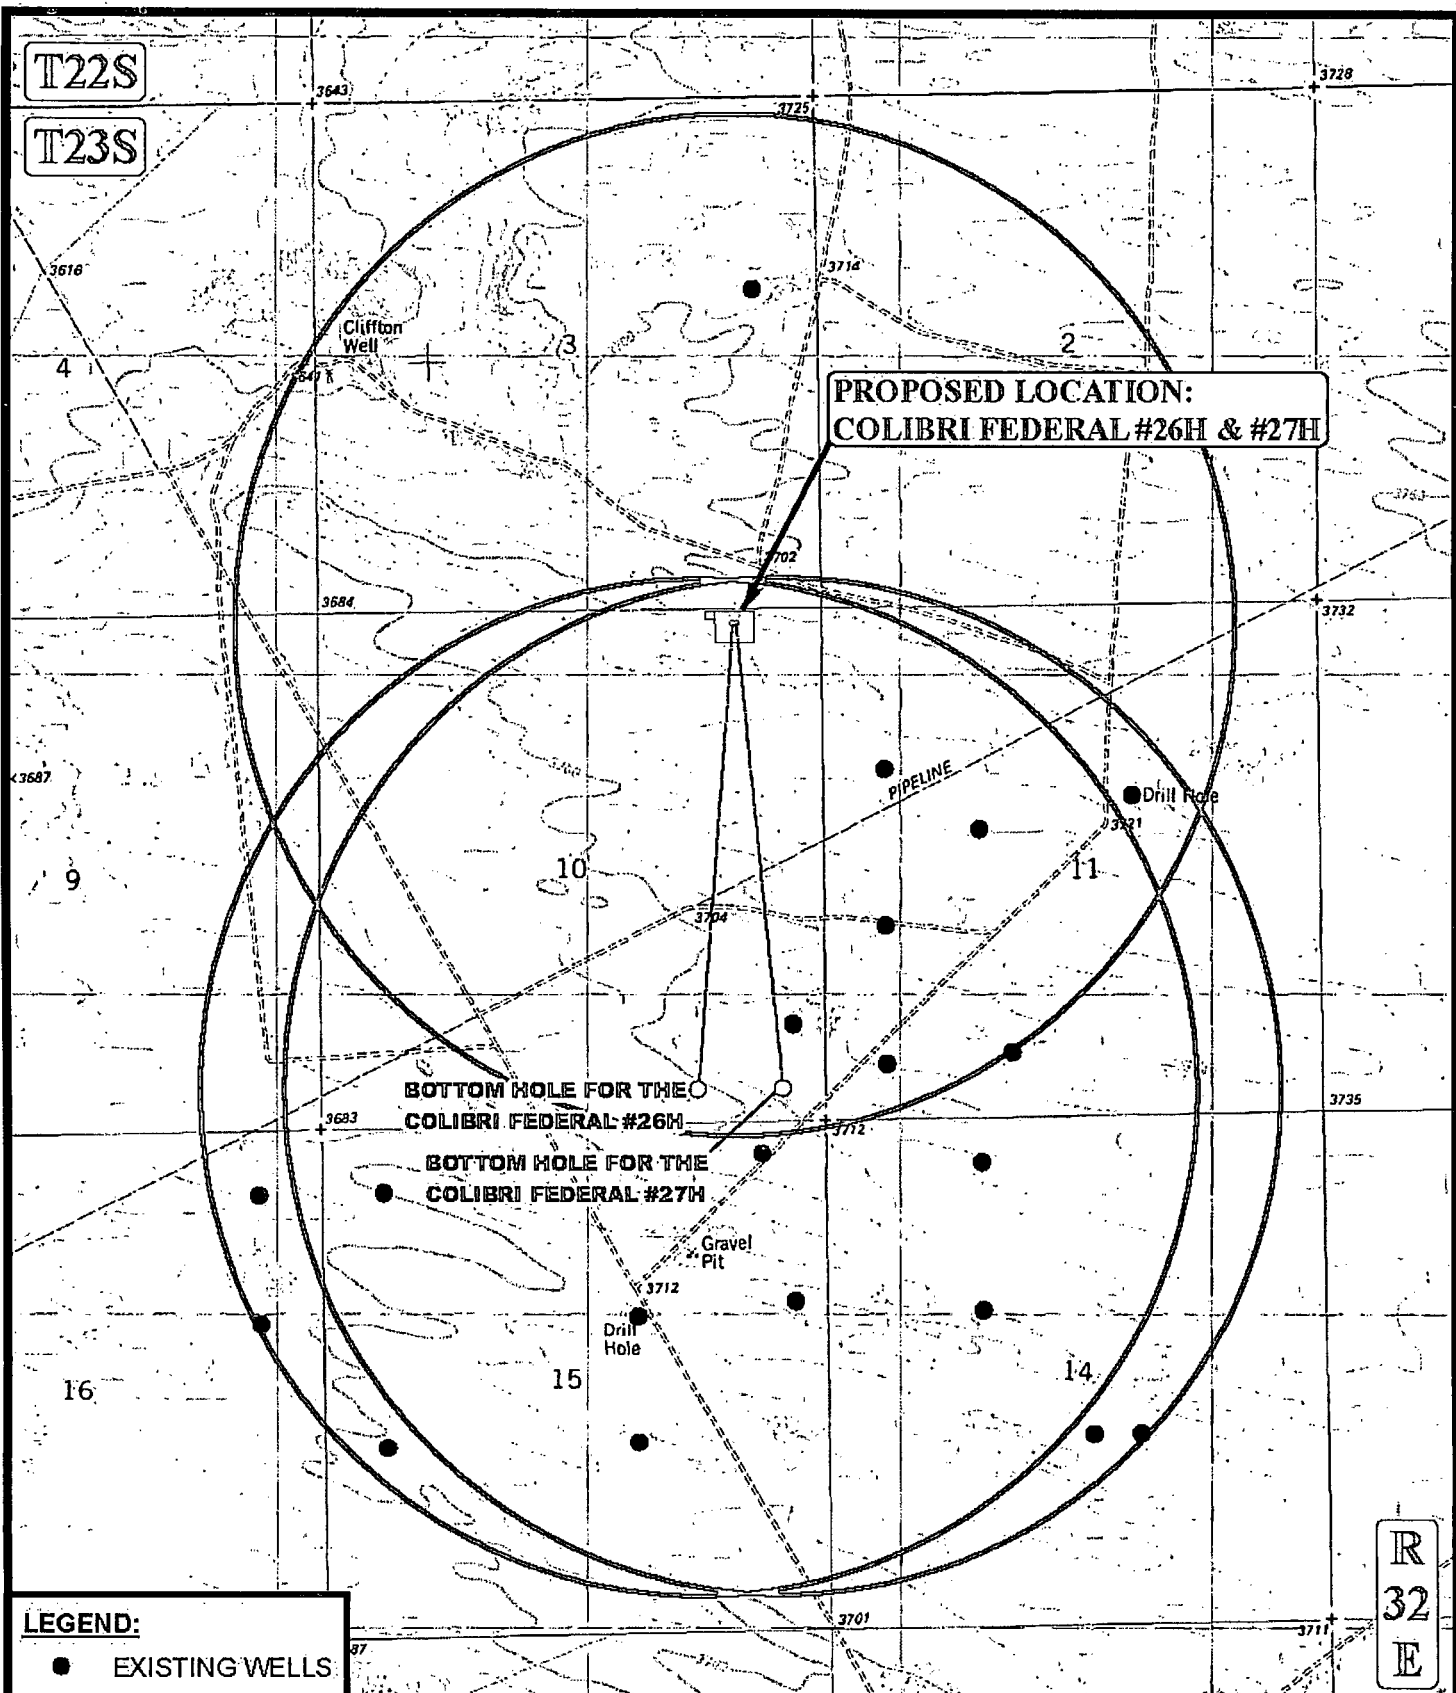 T22S
3643
3725
3728
T23S
3616
3714
Cliffton
Well
4
3
2
PROPOSED LOCATION:
COLIBRI FEDERAL #26H & #27H
3702
3684
3732
3687
PIPELINE
Drill Hole
3721
9
10
11
3704
BOTTOM HOLE FOR THE
COLIBRI FEDERAL #26H
3683
3712
3735
BOTTOM HOLE FOR THE
COLIBRI FEDERAL #27H
Gravel
Pit
3712
Drill
Hole
16
15
14
R
32
E
LEGEND:
EXISTING WELLS
87
3701
3711